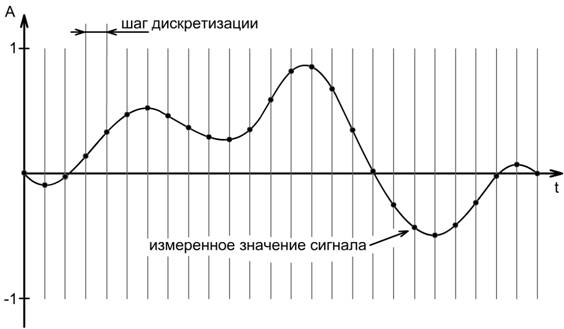 A
шаг дискретизации
1
t
измеренное значение сигнала
-1